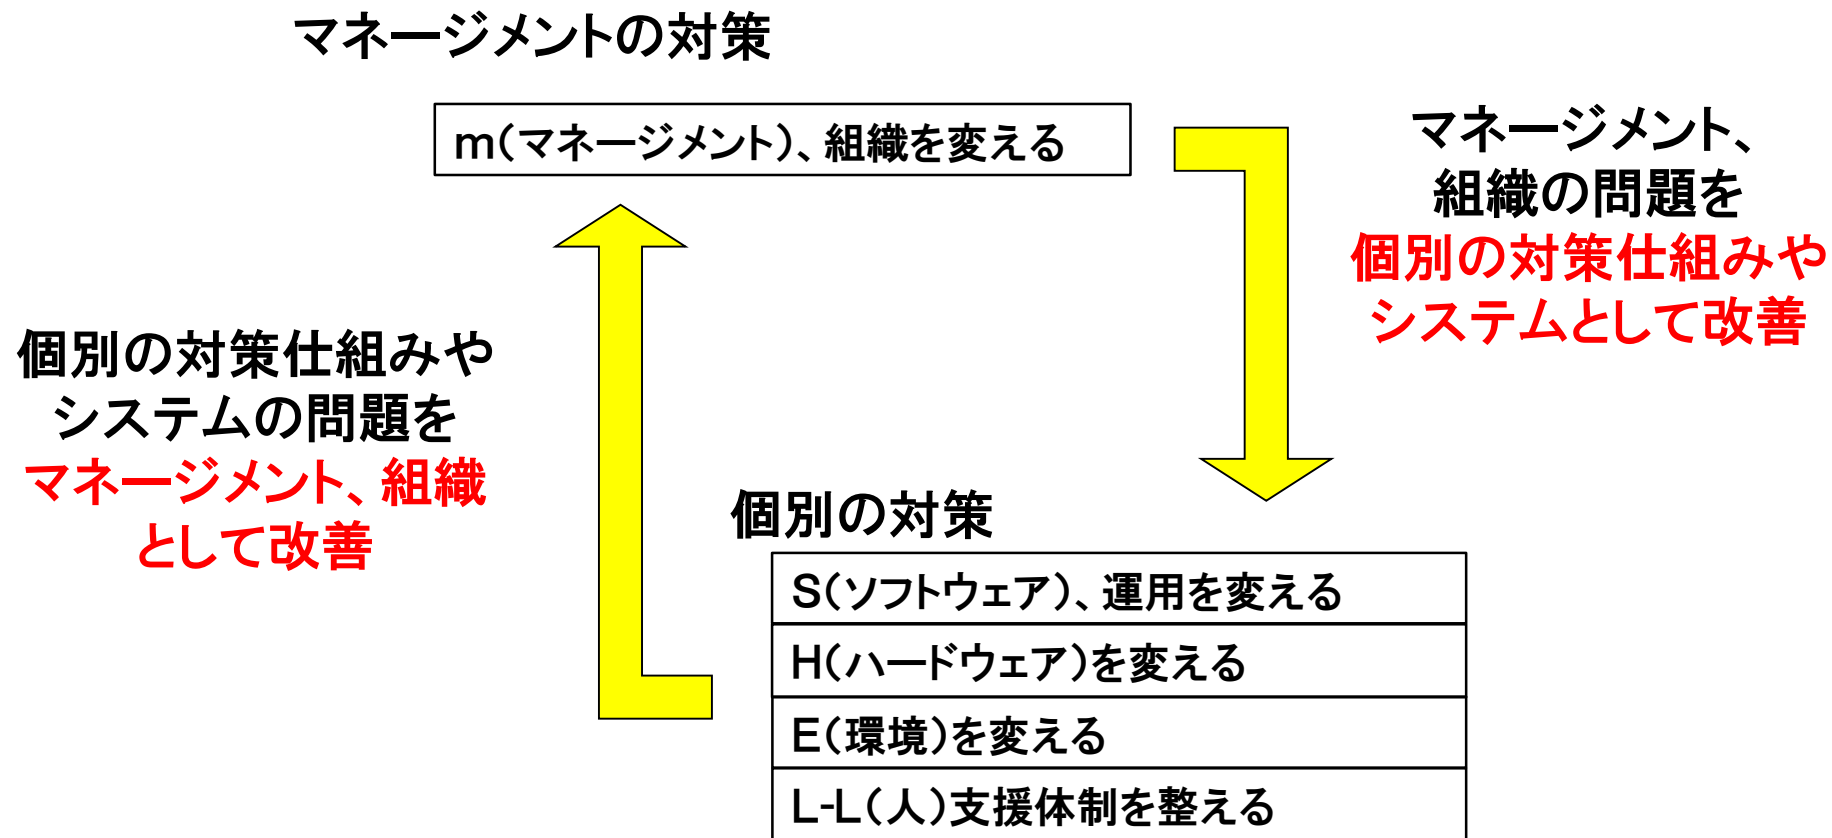 マネージメントの対策
m(マネージメント)、組織を変える
マネージメント、
組織の問題を
個別の対策仕組みや
システムとして改善
個別の対策仕組みや
システムの問題を
マネージメント、組織
として改善
個別の対策
S(ソフトウェア)、運用を変える
H(ハードウェア)を変える
E(環境)を変える
L-L(人)支援体制を整える